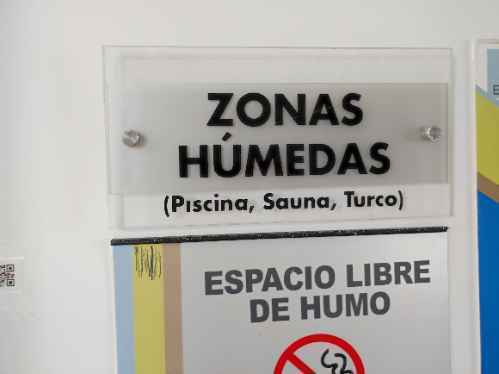 ZONAS
HÚMEDAS
(Piscina, Sauna, Turco)
ESPACIO LIBRE
DE HUMO